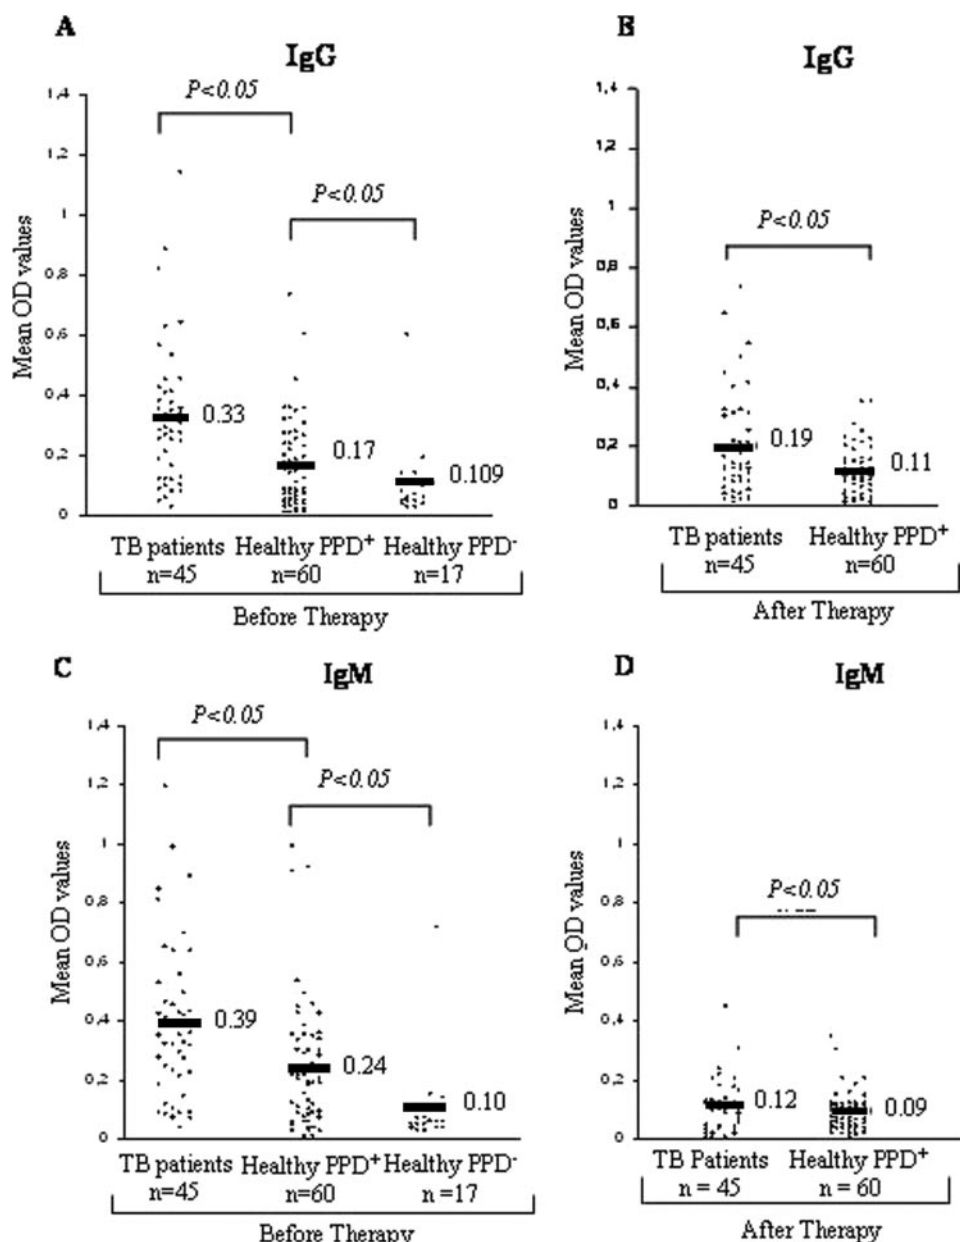 A
IgG
P<0.05
P<0.05
Mean OD values
1,4
1,2
1
0,8
0,6
0,4
0,2
0
0.33
0.17
0.109
TB patients Healthy PPD+ Healthy PPD-
n=45 n=60 n=17
Before Therapy
B
IgG
P<0.05
Mean OD values
1,4
1,2
1
0,8
0,6
0,4
0,2
0
0.19
0.11
TB patients Healthy PPD+
n=45 n=60
After Therapy
C
IgM
P<0.05
P<0.05
Mean OD values
1,4
1,2
1
0,8
0,6
0,4
0,2
0
0.39
0.24
0.10
TB patients Healthy PPD+ Healthy PPD-
n=45 n=60 n =17
Before Therapy
D
IgM
P<0.05
Mean OD values
1,4
1,2
1
0,8
0,6
0,4
0,2
0
0.12
0.09
TB Patients Healthy PPD+
n = 45 n = 60
After Therapy